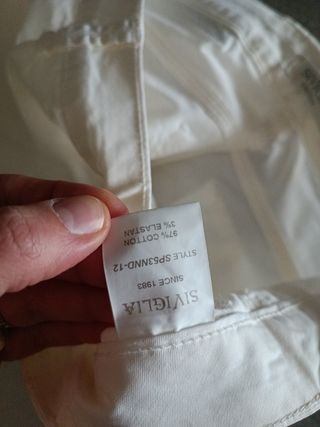 SIVIGLIA
SINCE 1983
STYLE SP53NND-12
97% COTTON
3% ELASTAN